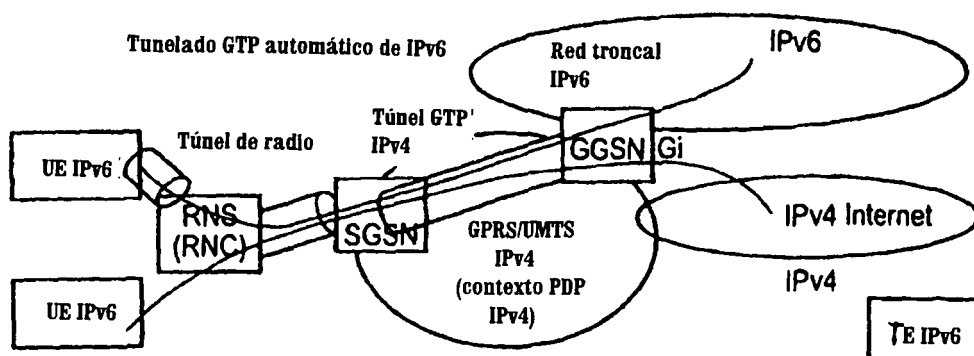 Tunelado GTP automático de IPv6
Red troncal
IPv6
IPv6
Túnel de radio
Túnel GTP
IPv4
UE IPv6
GGSN
Gi
RNS
(RNC)
SGSN
GPRS/UMTS
IPv4
(contexto PDP
IPv4)
IPv4 Internet
IPv4
UE IPv6
TE IPv6